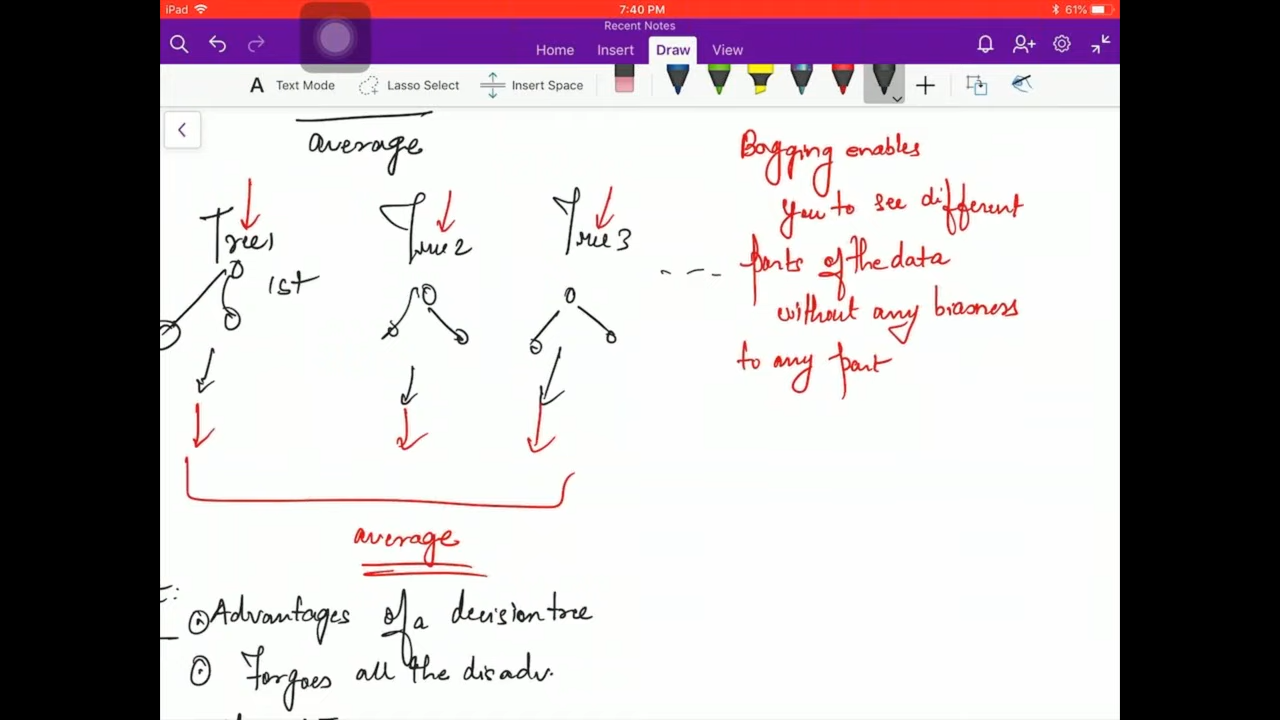 iPad 7:40 PM 61%
Recent Notes
Home Insert Draw View
A Text Mode Lasso Select Insert Space
average
Tree1 Tree2 Tree 3
1st
Bagging enables
you to see different
parts of the data
without any biasness
to any part
average
Advantages of a decision tree
Forgoes all the disadv.